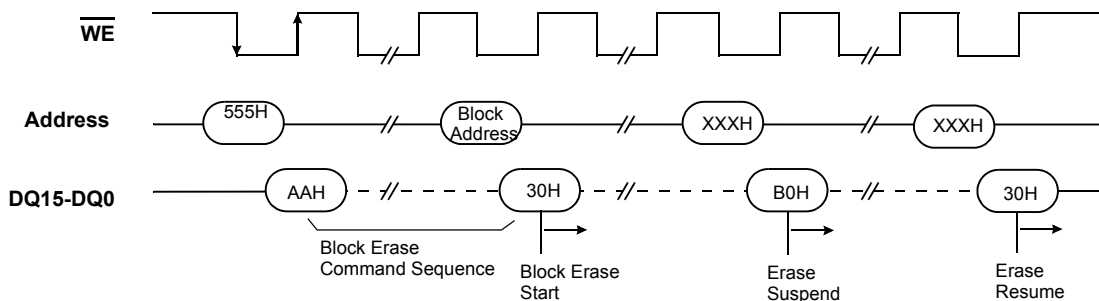 WE
Address
555H
Block
Address
XXXH
XXXH
DQ15-DQ0
AAH
30H
B0H
30H
Block Erase
Command Sequence
Block Erase
Start
Erase
Suspend
Erase
Resume